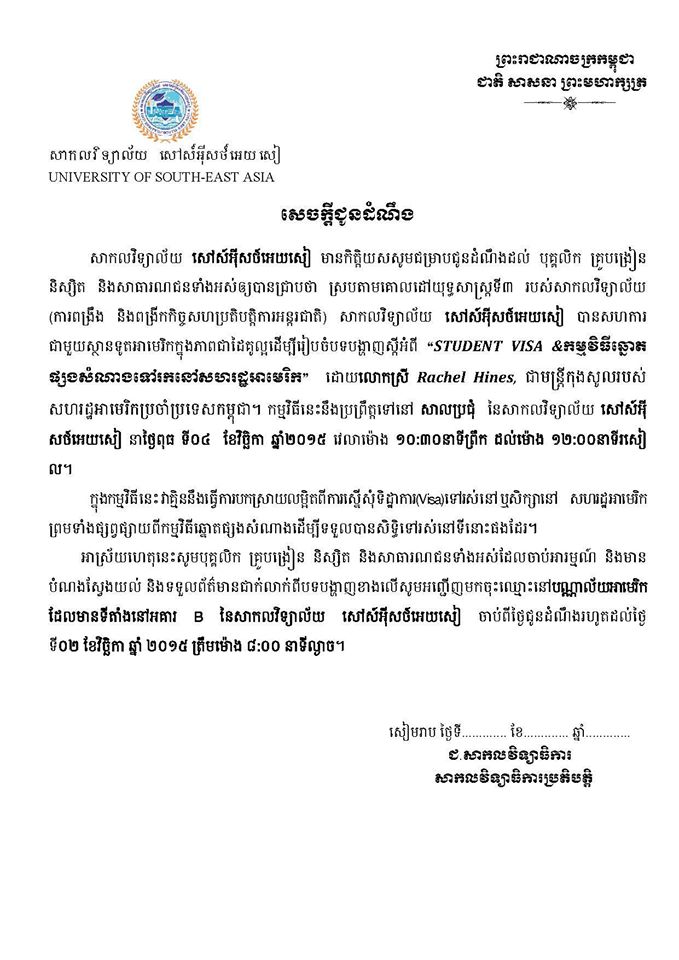 ព្រះរាជាណាចក្រកម្ពុជា
ជាតិ សាសនា ព្រះមហាក្សត្រ
សាកលវិទ្យាល័យ សៅស៍អ៊ីសថ៍អេយសៀ
UNIVERSITY OF SOUTH-EAST ASIA
សេចក្តីជូនដំណឹង
សាកលវិទ្យាល័យ សៅស៍អ៊ីសថ៍អេយសៀ មានកិត្តិយសសូមជម្រាបជូនដំណឹងដល់ បុគ្គលិក គ្រូបង្រៀន
និស្សិត និងសាធារណជនទាំងអស់ឲ្យបានជ្រាបថា ស្របតាមគោលដៅយុទ្ធសាស្ត្រទី៣ របស់សាកលវិទ្យាល័យ
(ការពង្រឹង និងពង្រីកកិច្ចសហប្រតិបត្តិការអន្តរជាតិ) សាកលវិទ្យាល័យ សៅស៍អ៊ីសថ៍អេយសៀ បានសហការ
ជាមួយស្ថានទូតអាមេរិកក្នុងភាពជាដៃគូល្អដើម្បីរៀបចំបទបង្ហាញស្តីអំពី “STUDENT VISA &កម្មវិធីឆ្នោត
ផ្សងសំណាងទៅរកនៅសហរដ្ឋអាមេរិក” ដោយលោកស្រី Rachel Hines, ជាមន្ត្រីកុងស៊ុលរបស់
សហរដ្ឋអាមេរិកប្រចាំប្រទេសកម្ពុជា។ កម្មវិធីនេះនឹងប្រព្រឹត្តទៅនៅ សាលប្រជុំ នៃសាកលវិទ្យាល័យ សៅស៍អ៊ី
សថ៍អេយសៀ នាថ្ងៃពុធ ទី០៤ ខែវិច្ឆិកា ឆ្នាំ២០១៥ វេលាម៉ោង ១០:៣០នាទីព្រឹក ដល់ម៉ោង ១២:០០នាទីរសៀ
ល។
ក្នុងកម្មវិធីនេះវាគ្មិននឹងធ្វើការបកស្រាយលម្អិតពីការស្នើសុំទិដ្ឋាការ(Visa)ទៅរស់នៅឬសិក្សានៅ សហរដ្ឋអាមេរិក
ព្រមទាំងផ្សព្វផ្សាយពីកម្មវិធីឆ្នោតផ្សងសំណាងដើម្បីទទួលបានសិទ្ធិទៅរស់នៅទីនោះផងដែរ។
អាស្រ័យហេតុនេះសូមបុគ្គលិក គ្រូបង្រៀន និស្សិត និងសាធារណជនទាំងអស់ដែលចាប់អារម្មណ៍ និងមាន
បំណងស្វែងយល់ និងទទួលព័ត៌មានជាក់លាក់ពីបទបង្ហាញខាងលើសូមអញ្ជើញមកចុះឈ្មោះនៅបណ្ណាល័យអាមេរិក
ដែលមានទីតាំងនៅអគារ B នៃសាកលវិទ្យាល័យ សៅស៍អ៊ីសថ៍អេយសៀ ចាប់ពីថ្ងៃជូនដំណឹងរហូតដល់ថ្ងៃ
ទី០២ ខែវិច្ឆិកា ឆ្នាំ ២០១៥ ត្រឹមម៉ោង ៨:០០ នាទីល្ងាច។
សៀមរាប ថ្ងៃទី............. ខែ............. ឆ្នាំ.............
ជ.សាកលវិទ្យាធិការ
សាកលវិទ្យាធិការប្រតិបត្តិ